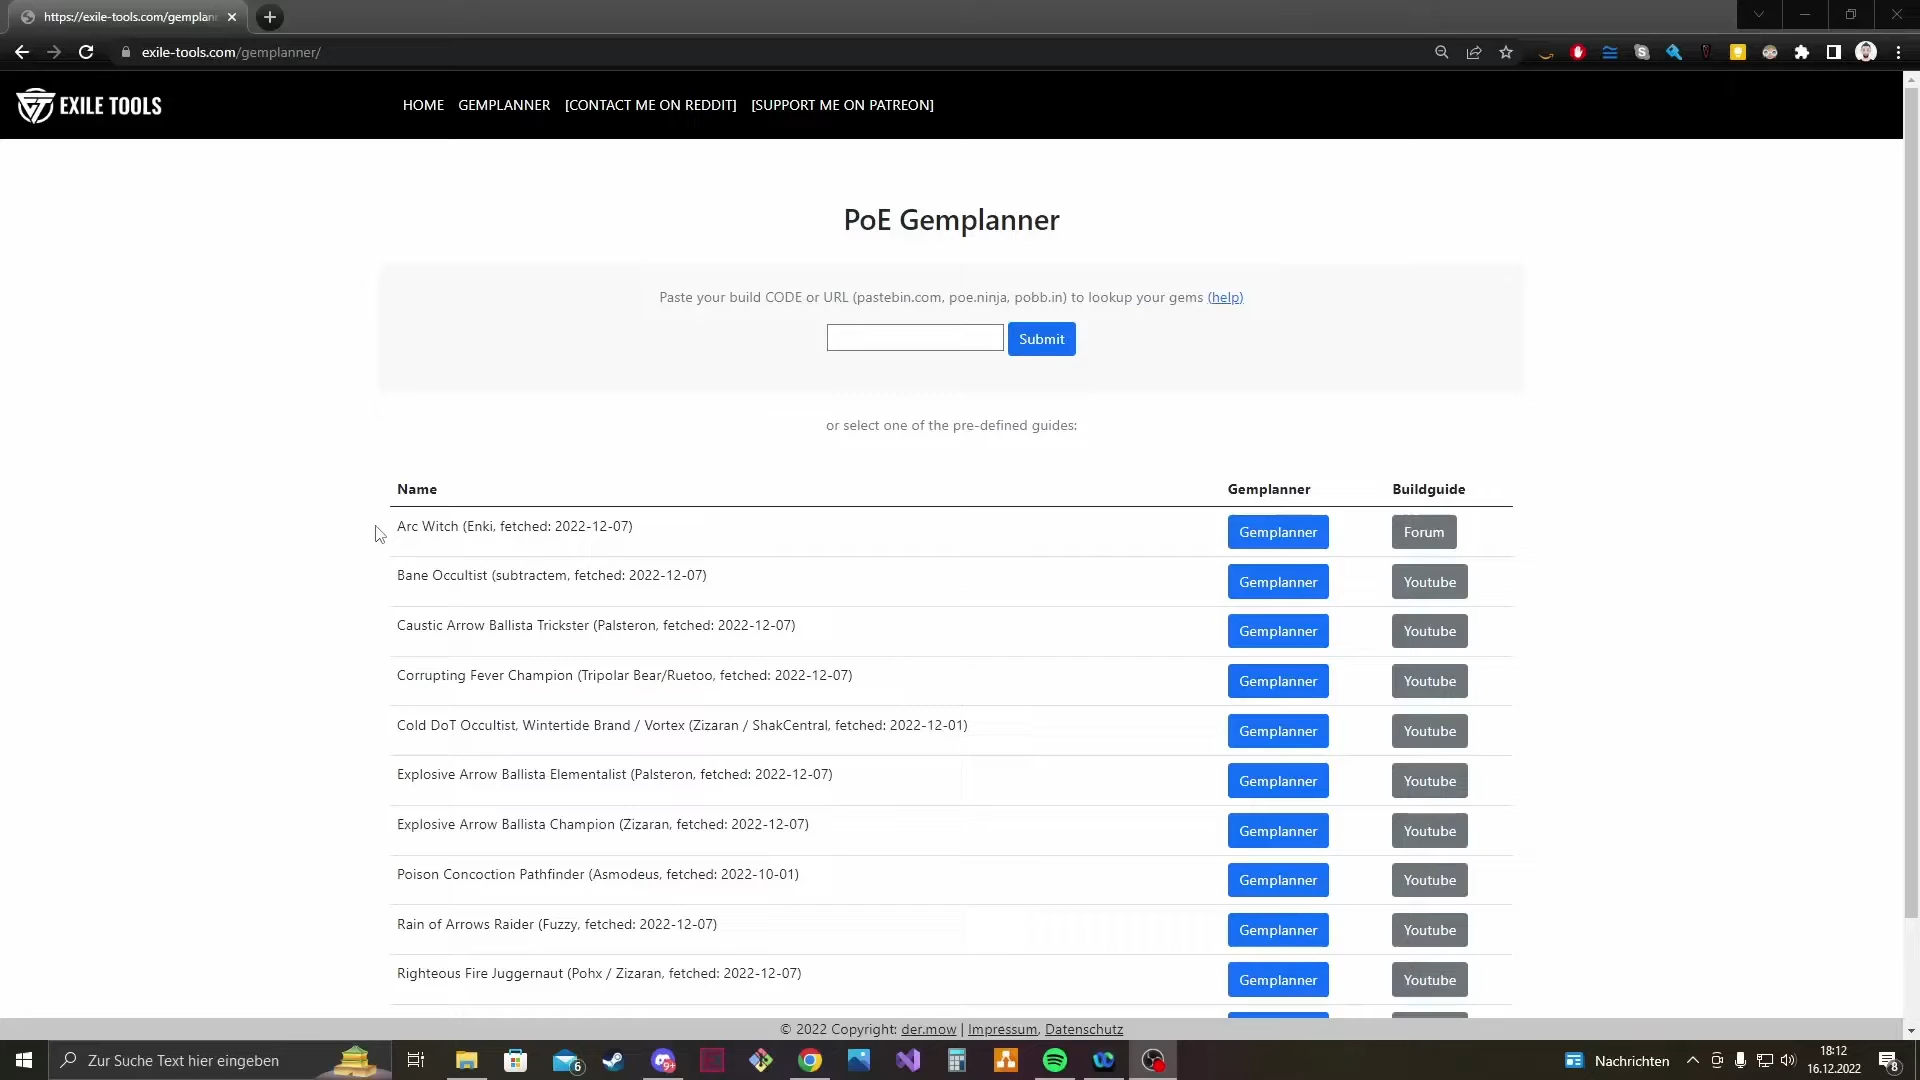 https://exile-tools.com/gemplan
exile-tools.com/gemplanner/
EXILE TOOLS
HOME
GEMPLANNER
[CONTACT ME ON REDDIT]
[SUPPORT ME ON PATREON]
PoE Gemplanner
Paste your build CODE or URL (pastebin.com, poe.ninja, pobb.in) to lookup your gems (help)
Submit
or select one of the pre-defined guides:
Name Gemplanner Buildguide
Arc Witch (Enki, fetched: 2022-12-07) Gemplanner Forum
Bane Occultist (subtractem, fetched: 2022-12-07) Gemplanner Youtube
Caustic Arrow Ballista Trickster (Palsteron, fetched: 2022-12-07) Gemplanner Youtube
Corrupting Fever Champion (Tripolar Bear/Ruetoo, fetched: 2022-12-07) Gemplanner Youtube
Cold DoT Occultist, Wintertide Brand / Vortex (Zizaran / ShakCentral, fetched: 2022-12-01) Gemplanner Youtube
Explosive Arrow Ballista Elementalist (Palsteron, fetched: 2022-12-07) Gemplanner Youtube
Explosive Arrow Ballista Champion (Zizaran, fetched: 2022-12-07) Gemplanner Youtube
Poison Concoction Pathfinder (Asmodeus, fetched: 2022-10-01) Gemplanner Youtube
Rain of Arrows Raider (Fuzzy, fetched: 2022-12-07) Gemplanner Youtube
Righteous Fire Juggernaut (Pohx / Zizaran, fetched: 2022-12-07) Gemplanner Youtube
© 2022 Copyright: der.mow | Impressum, Datenschutz
Zur Suche Text hier eingeben
6
9+
Nachrichten
18:12
16.12.2022
8